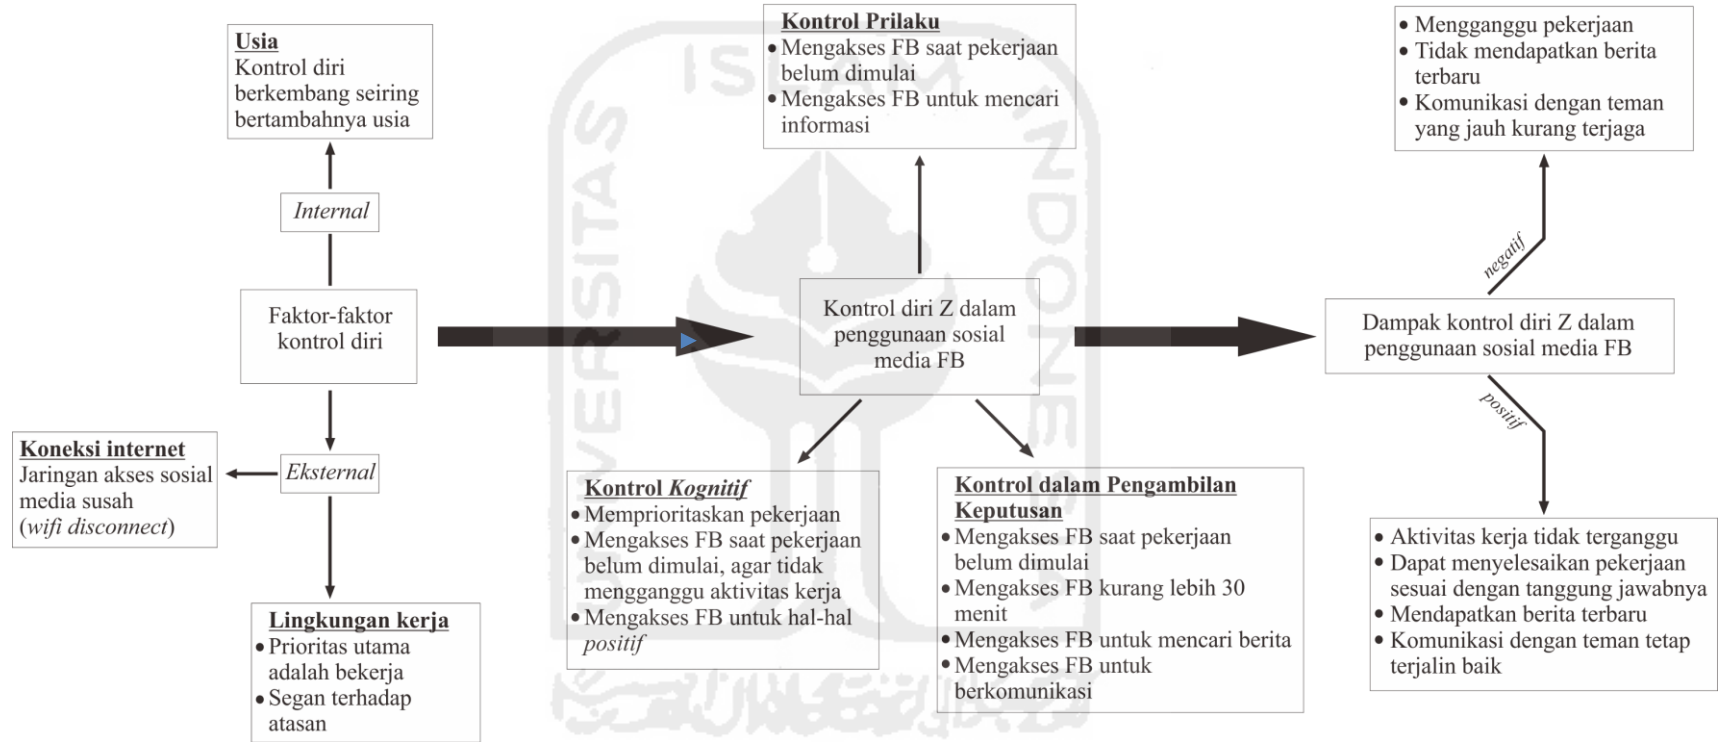 Usia
Kontrol diri
berkembang seiring
bertambahnya usia
Internal
Faktor-faktor
kontrol diri
Eksternal
Koneksi internet
Jaringan akses sosial
media susah
(wifi disconnect)
Lingkungan kerja
• Prioritas utama
adalah bekerja
• Segan terhadap
atasan
Kontrol Prilaku
• Mengakses FB saat pekerjaan
belum dimulai
• Mengakses FB untuk mencari
informasi
Kontrol diri Z dalam
penggunaan sosial
media FB
Kontrol Kognitif
• Memprioritaskan pekerjaan
• Mengakses FB saat pekerjaan
belum dimulai, agar tidak
mengganggu aktivitas kerja
• Mengakses FB untuk hal-hal
positif
Kontrol dalam Pengambilan
Keputusan
• Mengakses FB saat pekerjaan
belum dimulai
• Mengakses FB kurang lebih 30
menit
• Mengakses FB untuk mencari berita
• Mengakses FB untuk
berkomunikasi
• Mengganggu pekerjaan
• Tidak mendapatkan berita
terbaru
• Komunikasi dengan teman
yang jauh kurang terjaga
negatif
Dampak kontrol diri Z dalam
penggunaan sosial media FB
positif
• Aktivitas kerja tidak terganggu
• Dapat menyelesaikan pekerjaan
sesuai dengan tanggung jawabnya
• Mendapatkan berita terbaru
• Komunikasi dengan teman tetap
terjalin baik
UNIVERSITAS
ISLAM
INDONESIA